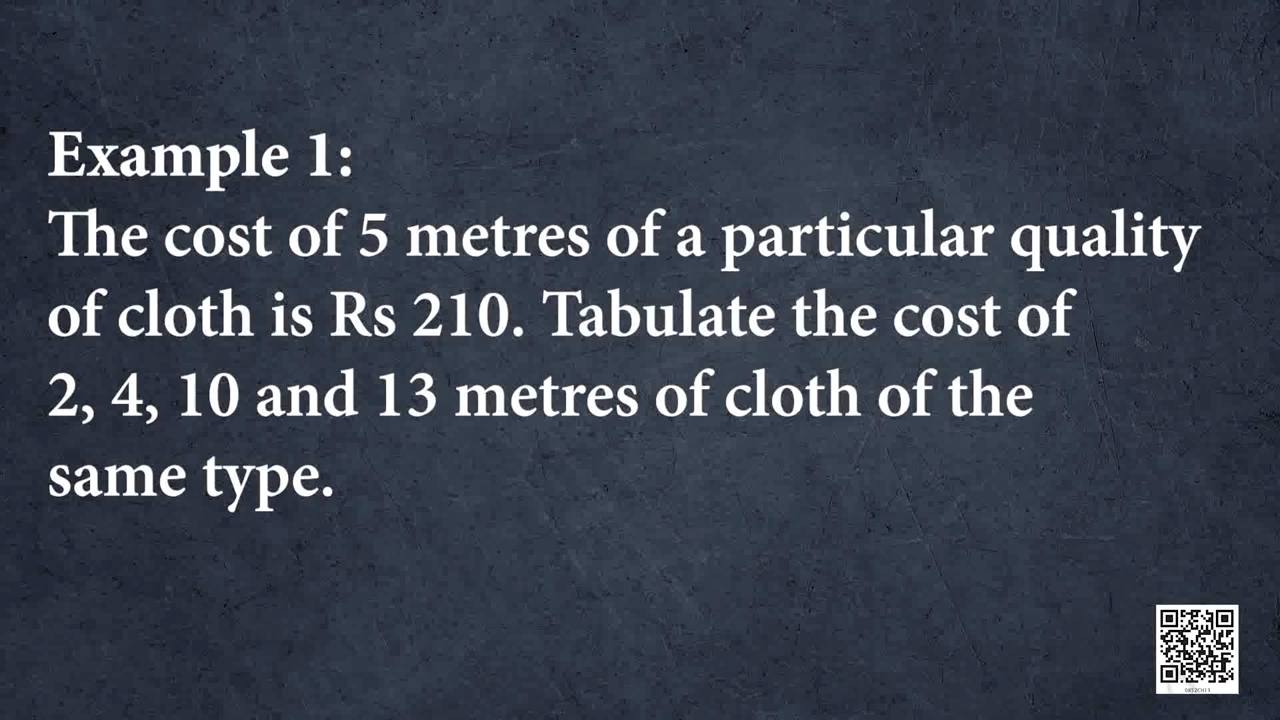 Example 1:
The cost of 5 metres of a particular quality
of cloth is Rs 210. Tabulate the cost of
2, 4, 10 and 13 metres of cloth of the
same type.